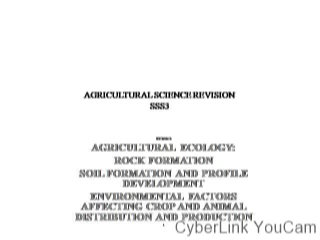 AGRICULTURAL SCIENCE REVISION
SSS3
AGRICULTURAL ECOLOGY:
ROCK FORMATION
SOIL FORMATION AND PROFILE
DEVELOPMENT
ENVIRONMENTAL FACTORS
AFFECTING CROP AND ANIMAL
DISTRIBUTION AND PRODUCTION
CyberLink YouCam